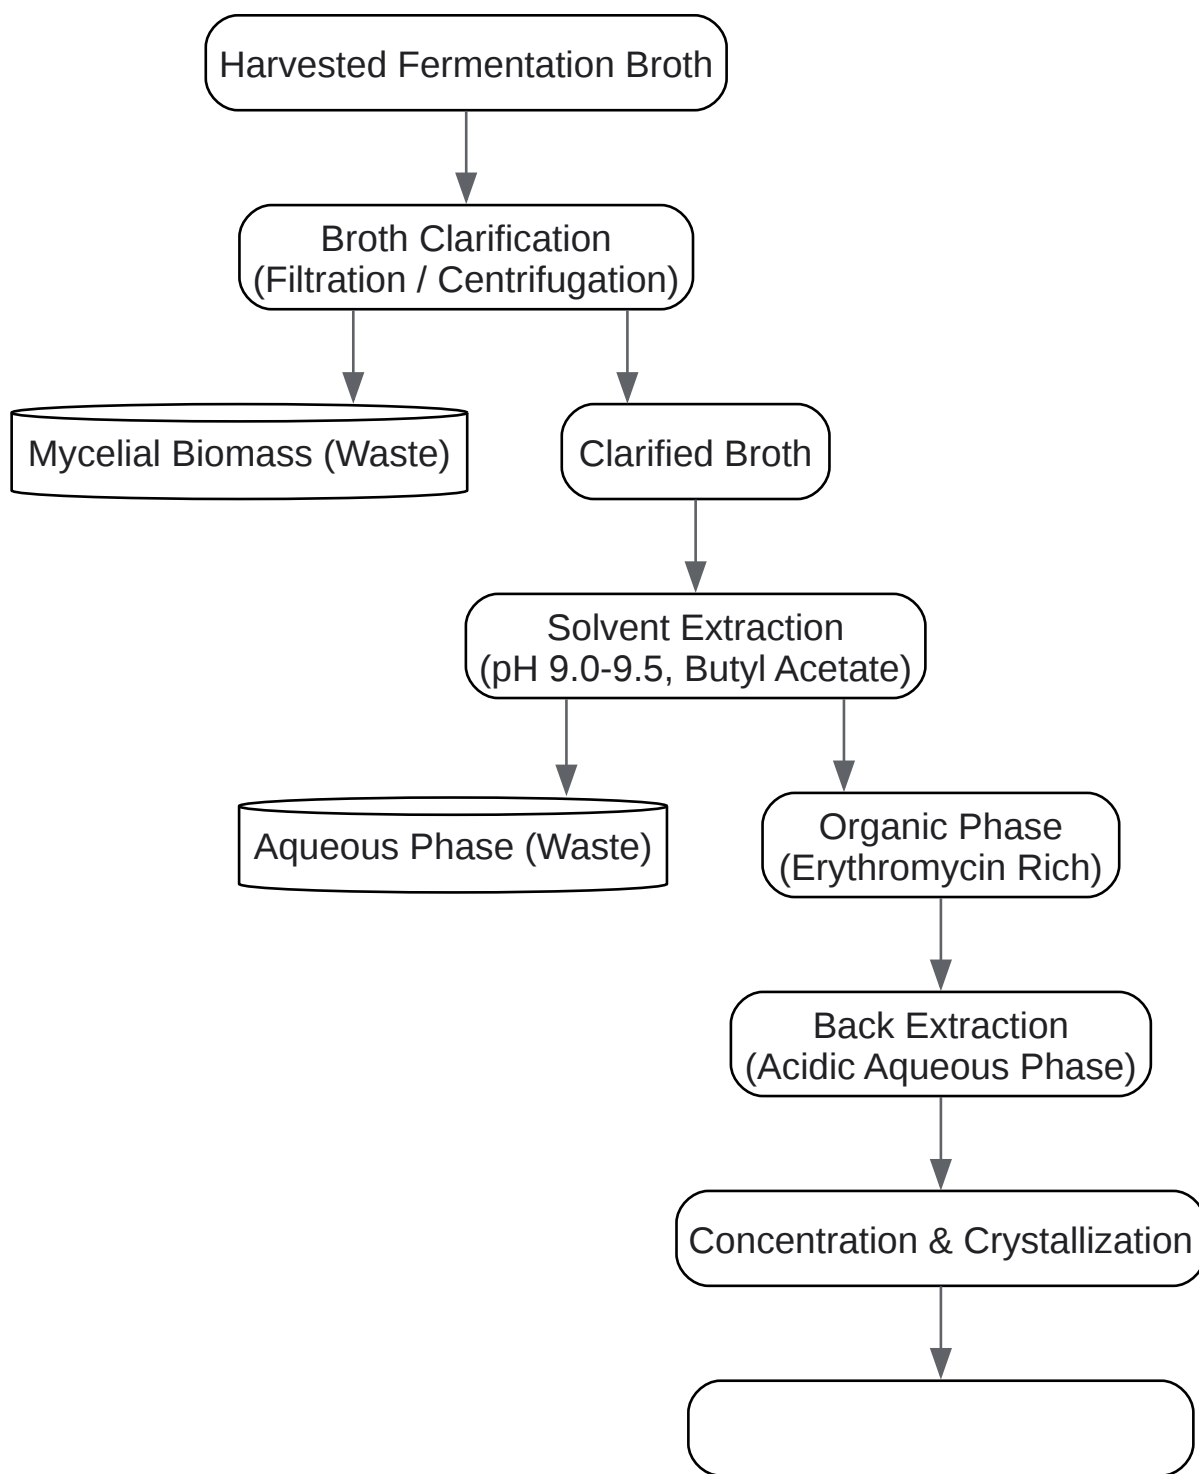 Harvested Fermentation Broth
Broth Clarification
(Filtration / Centrifugation)
Mycelial Biomass (Waste)
Clarified Broth
Solvent Extraction
(pH 9.0-9.5, Butyl Acetate)
Aqueous Phase (Waste)
Organic Phase
(Erythromycin Rich)
Back Extraction
(Acidic Aqueous Phase)
Concentration & Crystallization